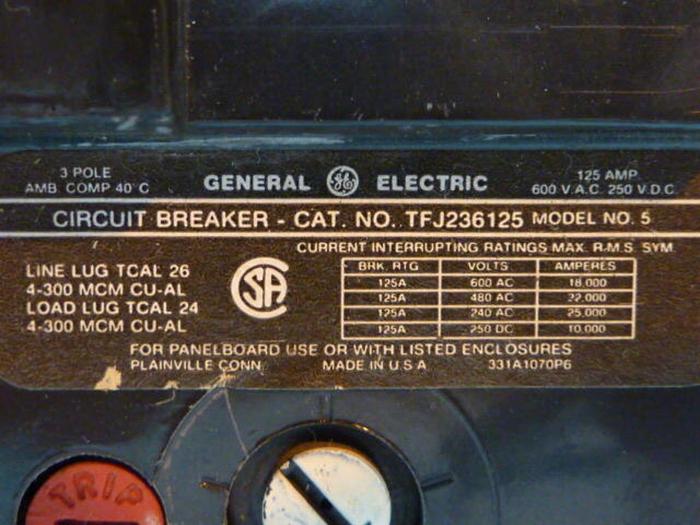 3 POLE
AMB. COMP 40°C
GENERAL GE ELECTRIC
125 AMP
600 V.A.C. 250 V.D.C.
CIRCUIT BREAKER - CAT. NO. TFJ236125 MODEL NO. 5
CURRENT INTERRUPTING RATINGS MAX. R.M.S. SYM.
LINE LUG TCAL 26
4-300 MCM CU-AL
LOAD LUG TCAL 24
4-300 MCM CU-AL
CSA
BRK. RTG VOLTS AMPERES
125A 600 AC 18,000
125A 480 AC 22,000
125A 240 AC 25,000
125A 250 DC 10,000
FOR PANELBOARD USE OR WITH LISTED ENCLOSURES
PLAINVILLE CONN. MADE IN U.S.A. 331A1070P6
TRIP